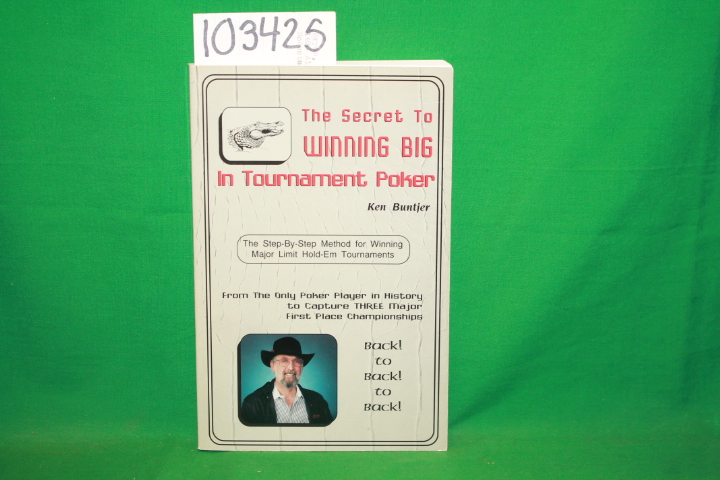 103425
The Secret To
WINNING BIG
In Tournament Poker
Ken Buntjer
The Step-By-Step Method for Winning
Major Limit Hold-Em Tournaments
From The Only Poker Player in History
to Capture THREE Major
First Place Championships
Back!
to
Back!
to
Back!